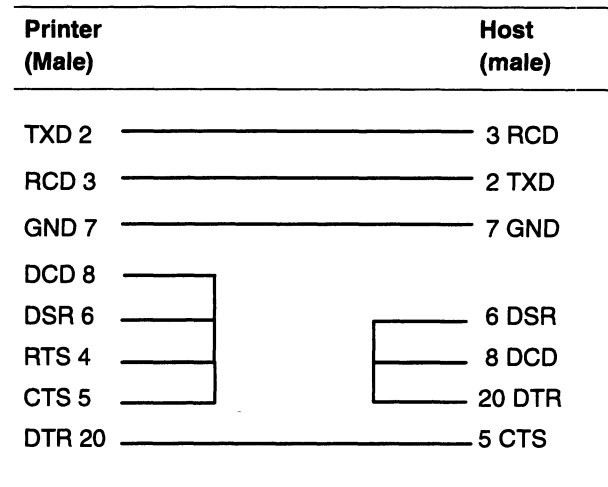 Printer Host
(Male) (male)
TXD 2 3 RCD
RCD 3 2 TXD
GND 7 7 GND
DCD 8
DSR 6 6 DSR
RTS 4 8 DCD
CTS 5 20 DTR
DTR 20 5 CTS